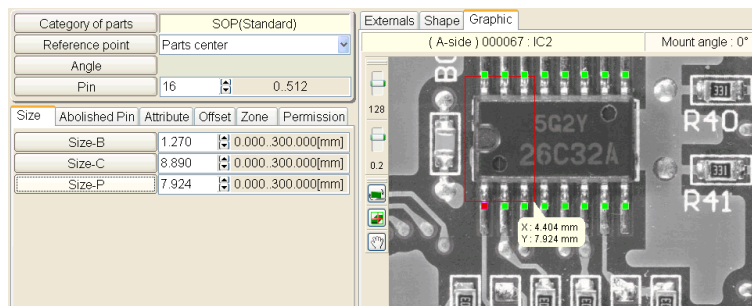 Category of parts
SOP(Standard)
Reference point
Parts center
Angle
Pin
16
0..512
Size
Abolished Pin
Attribute
Offset
Zone
Permission
Size-B
1.270
0.000..300.000[mm]
Size-C
8.890
0.000..300.000[mm]
Size-P
7.924
0.000..300.000[mm]
Externals
Shape
Graphic
( A-side ) 000067 : IC2
Mount angle : 0°
128
0.2
5G2Y
26C32A
331
R40
331
R41
X : 4.404 mm
Y : 7.924 mm
331